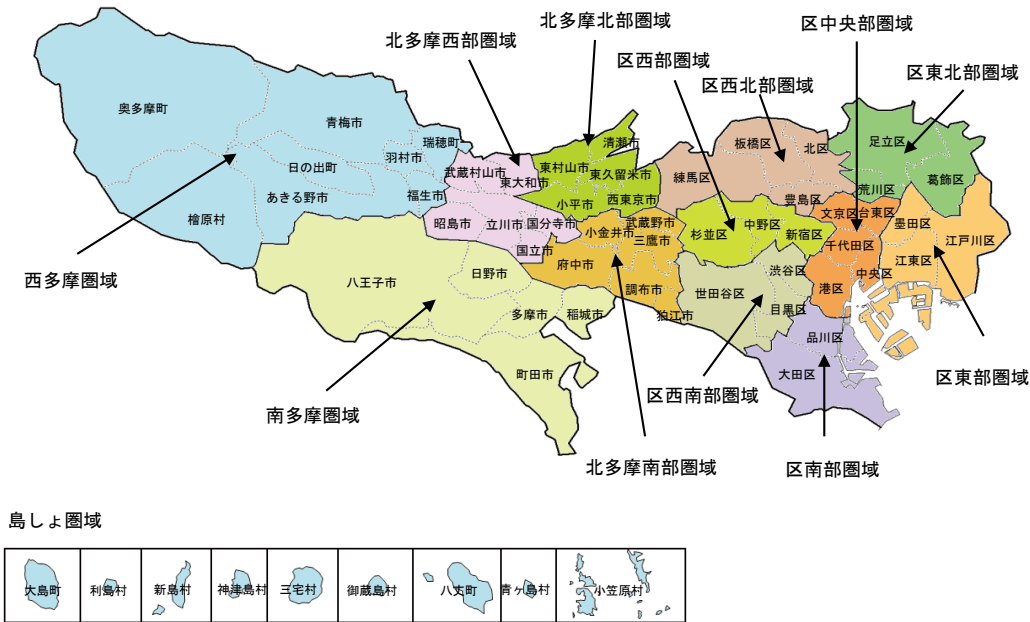 区中央部圏域
北多摩北部圏域
北多摩西部圏域
区西部圏域
区東北部圏域
区西北部圏域
奥多摩町
青梅市
瑞穂町
清瀬市
板橋区
北区
足立区
羽村市
日の出町
武蔵村山市
東大和市
東村山市
東久留米市
練馬区
葛飾区
荒川区
あきる野市
福生市
小平市
西東京市
豊島区
檜原村
昭島市
立川市
国分寺市
小金井市
武蔵野市
三鷹市
杉並区
中野区
新宿区
文京区
台東区
墨田区
江戸川区
千代田区
国立市
府中市
江東区
中央区
西多摩圏域
八王子市
日野市
調布市
世田谷区
渋谷区
港区
目黒区
多摩市
稲城市
狛江市
品川区
町田市
大田区
区東部圏域
区西南部圏域
南多摩圏域
北多摩南部圏域
区南部圏域
島しょ圏域
大島町
利島村
新島村
神津島村
三宅村
御蔵島村
八丈町
青ヶ島村
小笠原村